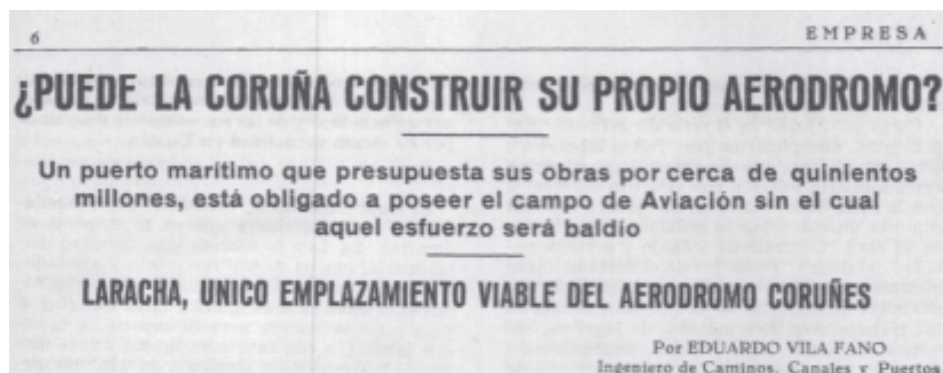 6
EMPRESA
¿PUEDE LA CORUÑA CONSTRUIR SU PROPIO AERODROMO?
Un puerto marítimo que presupuesta sus obras por cerca de quinientos
millones, está obligado a poseer el campo de Aviación sin el cual
aquel esfuerzo será baldío
LARACHA, UNICO EMPLAZAMIENTO VIABLE DEL AERODROMO CORUÑES
Por EDUARDO VILA FANO
Ingeniero de Caminos, Canales y Puertos